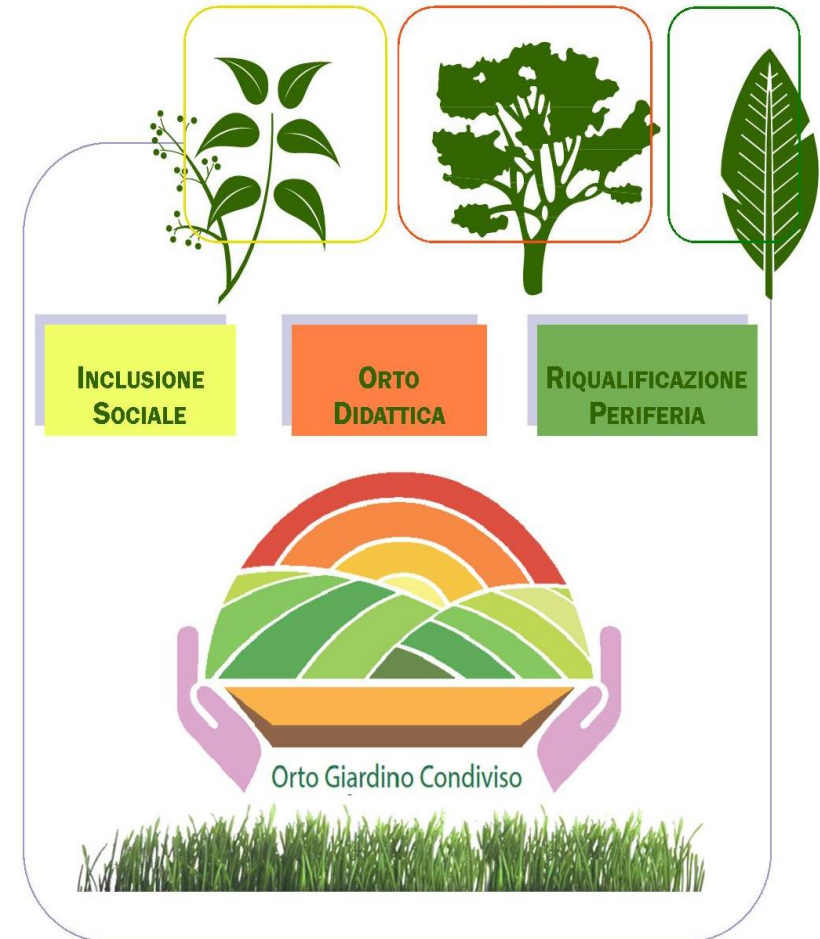 INCLUSIONE
SOCIALE
ORTO
DIDATTICA
RIQUALIFICAZIONE
PERIFERIA
Orto Giardino Condiviso